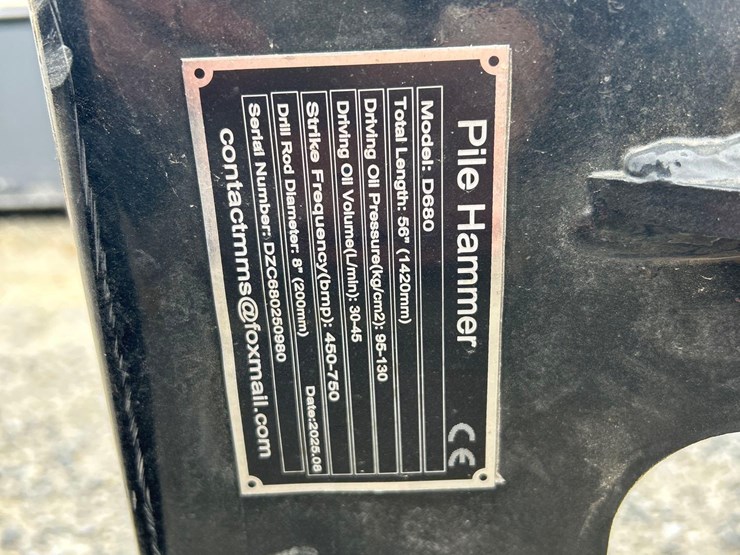 Pile Hammer CE
Model: D680
Total Length: 56" (1420mm)
Driving Oil Pressure(kg/cm2): 95-130
Driving Oil Volume(L/min): 30-45
Strike Frequency(bmp): 450-750
Drill Rod Diameter: 8" (200mm) Date:2025.08
Serial Number: DZC680250980
contactmms@foxmail.com